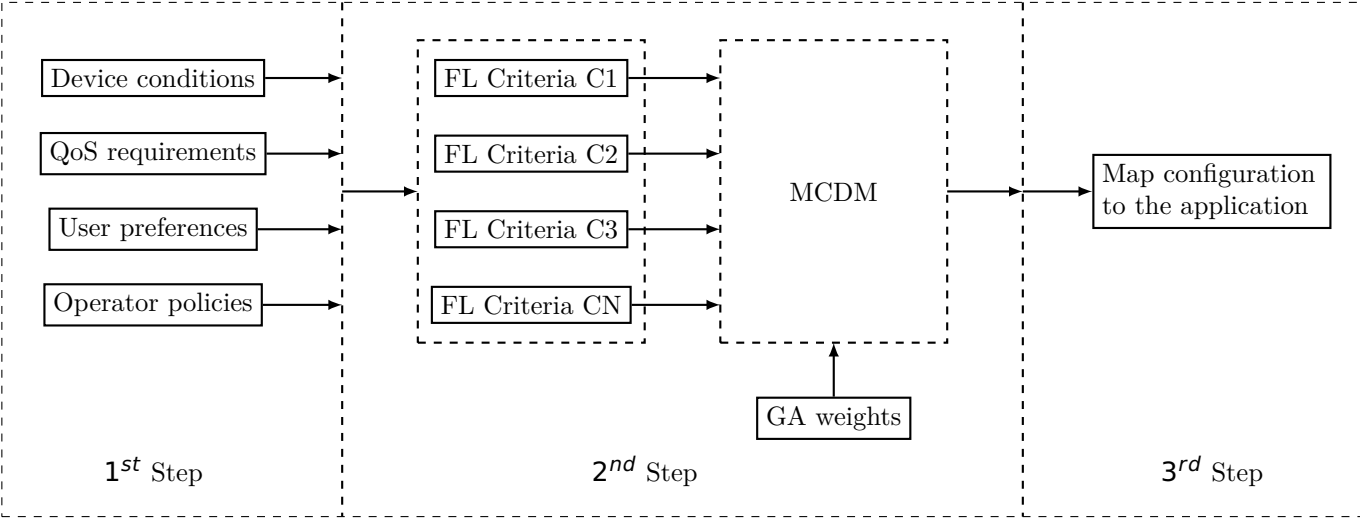 Device conditions
QoS requirements
User preferences
Operator policies
1st Step
FL Criteria C1
FL Criteria C2
FL Criteria C3
FL Criteria CN
MCDM
GA weights
2nd Step
Map configuration
to the application
3rd Step